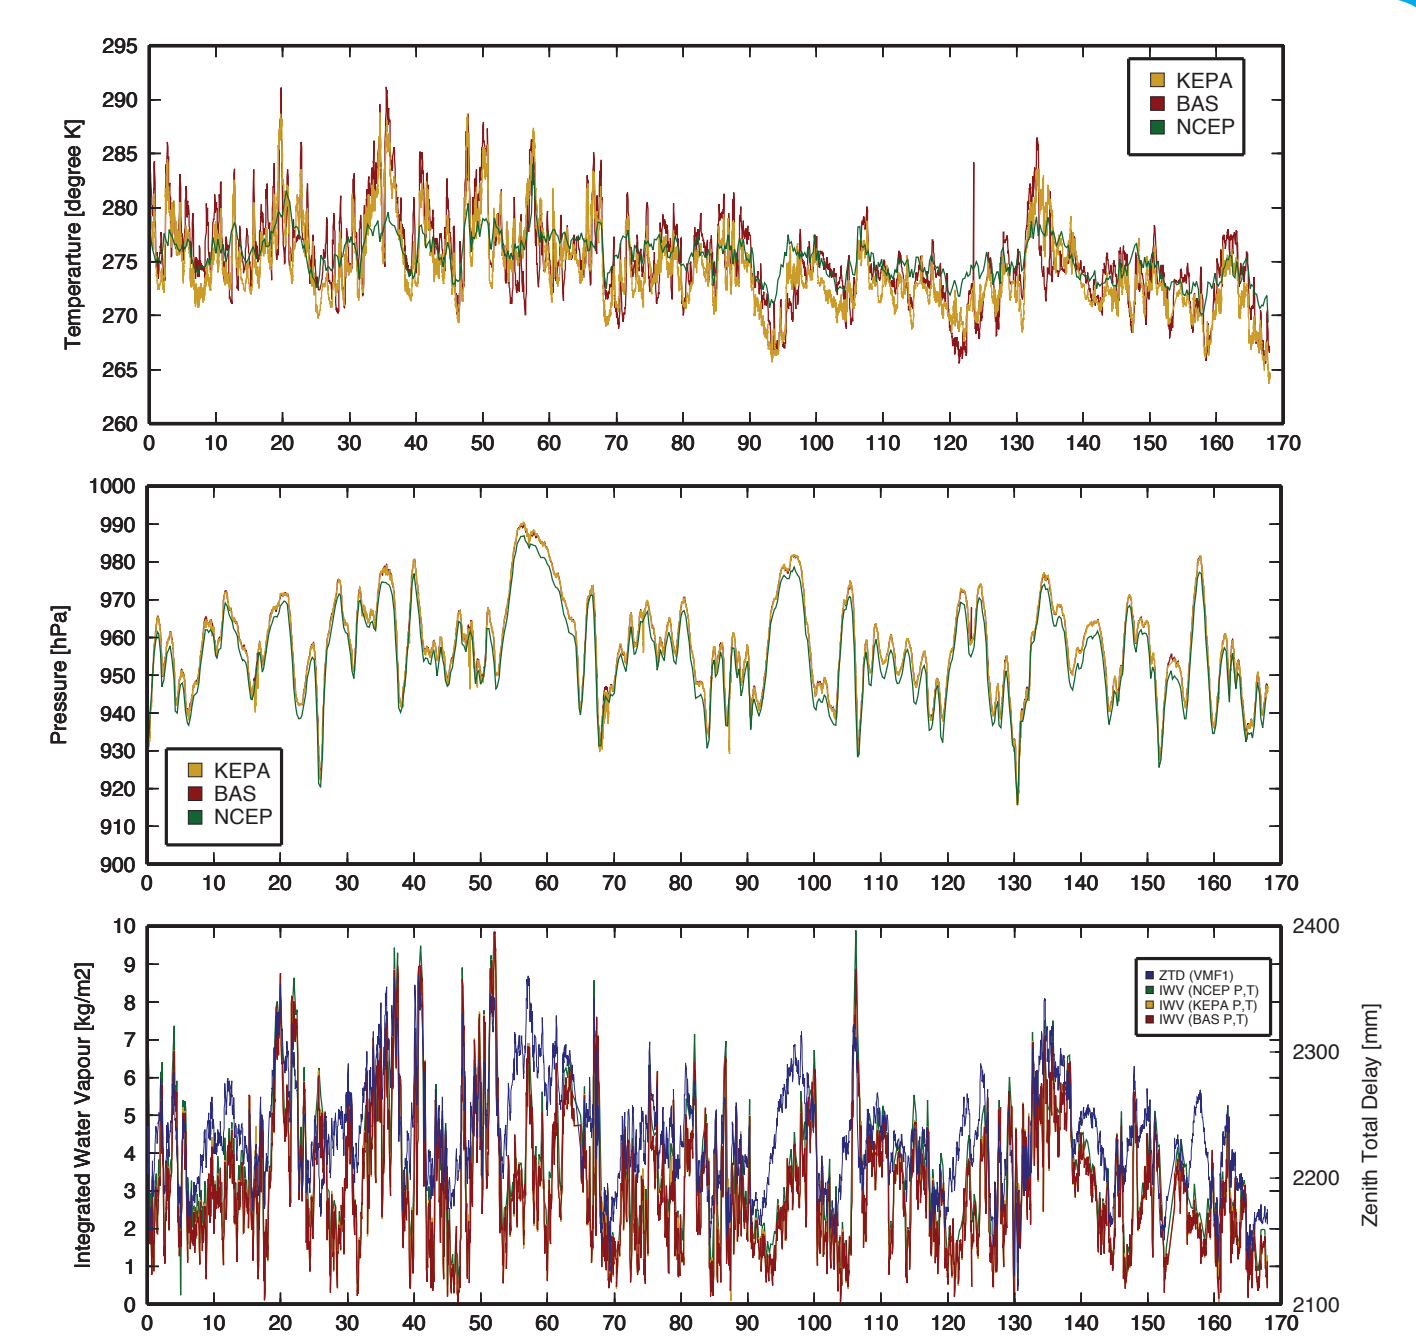 295
290
285
280
275
270
265
260
Temperarture [degree K]
KEPA
BAS
NCEP
0 10 20 30 40 50 60 70 80 90 100 110 120 130 140 150 160 170
1000
990
980
970
960
950
940
930
920
910
900
Pressure [hPa]
KEPA
BAS
NCEP
0 10 20 30 40 50 60 70 80 90 100 110 120 130 140 150 160 170
10
9
8
7
6
5
4
3
2
1
0
Integrated Water Vapour [kg/m2]
ZTD (VMF1)
IWV (NCEP P,T)
IWV (KEPA P,T)
IWV (BAS P,T)
2400
2300
2200
2100
Zenith Total Delay [mm]
0 10 20 30 40 50 60 70 80 90 100 110 120 130 140 150 160 170